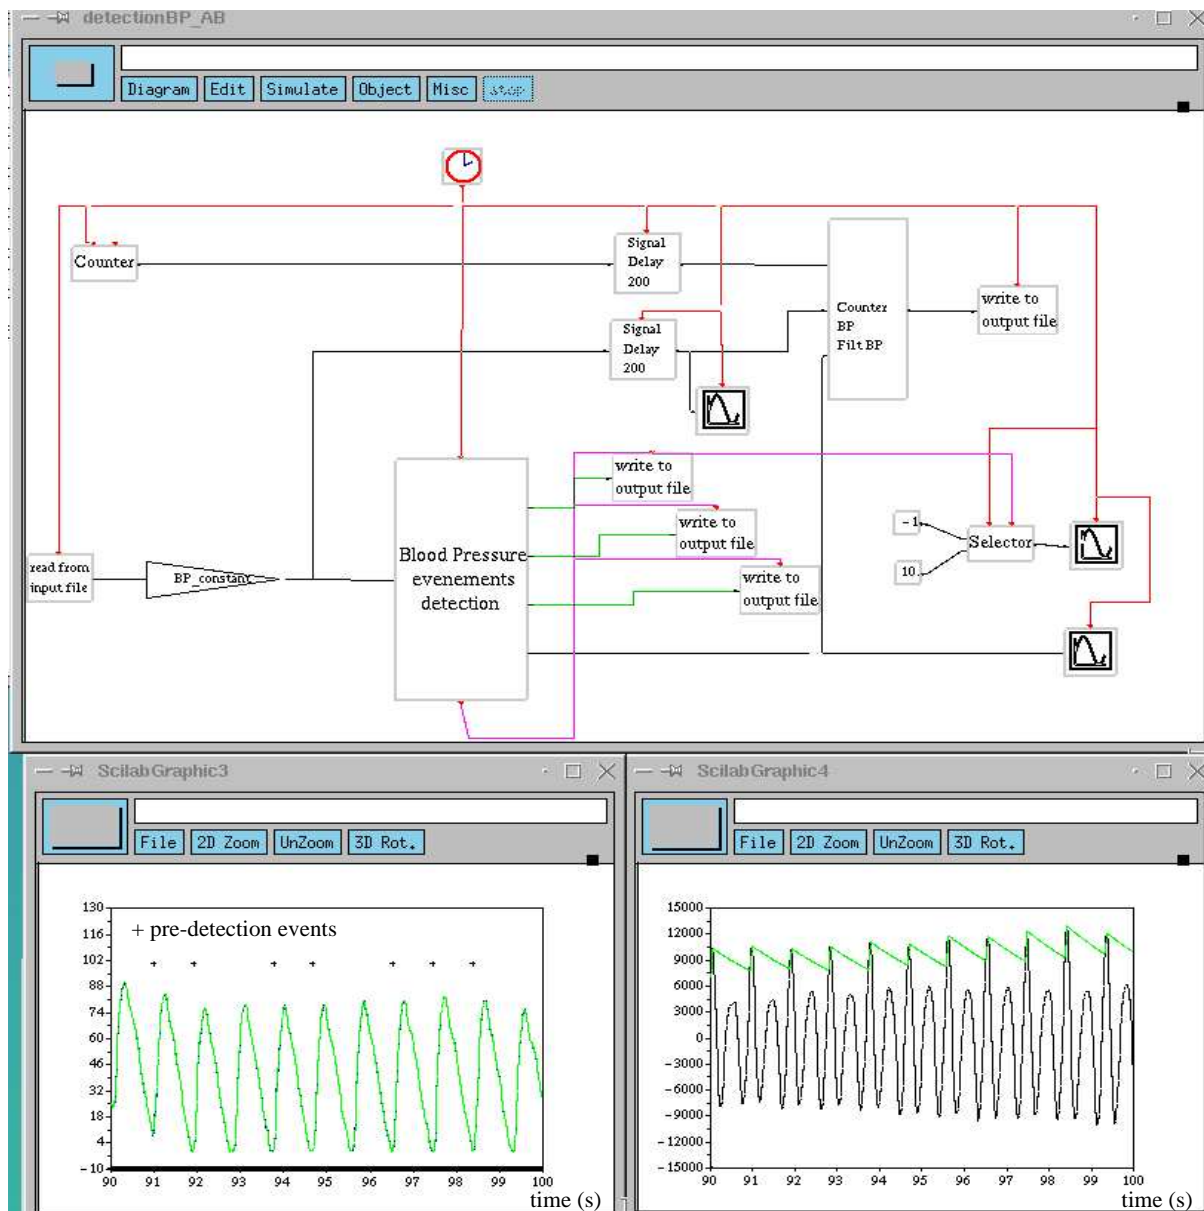 detectionBP_AB
Diagram Edit Simulate Object Misc stop
Counter
Signal
Delay
200
Signal
Delay
200
Counter
BP
Filt BP
write to
output file
write to
output file
write to
output file
write to
output file
read from
input file
BP_constant
Blood Pressure
evenements
detection
-1
10
Selector
ScilabGraphic3
File 2D Zoom UnZoom 3D Rot.
+ pre-detection events
130
116
102
88
74
60
46
32
18
4
-10
90 91 92 93 94 95 96 97 98 99 100
time (s)
ScilabGraphic4
File 2D Zoom UnZoom 3D Rot.
15000
12000
9000
6000
3000
0
-3000
-6000
-9000
-12000
-15000
90 91 92 93 94 95 96 97 98 99 100
time (s)